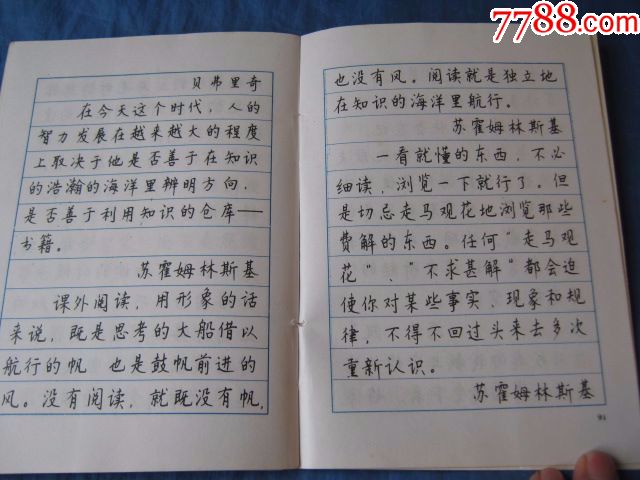 7788.com
贝弗里奇
在今天这个时代，人的
智力发展在越来越大的程度
上取决于他是否善于在知识
的浩瀚的海洋里辨明方向，
是否善于利用知识的仓库——
书籍。
苏霍姆林斯基
课外阅读，用形象的话
来说，既是思考的大船借以
航行的帆 也是鼓帆前进的
风。没有阅读，就既没有帆，
也没有风。阅读就是独立地
在知识的海洋里航行。
苏霍姆林斯基
一看就懂的东西，不必
细读，浏览一下就行了。但
是切忌走马观花地浏览那些
费解的东西。任何“走马观
花”、“不求甚解”都会迫
使你对某些事实、现象和规
律，不得不回过头来去多次
重新认识。
苏霍姆林斯基